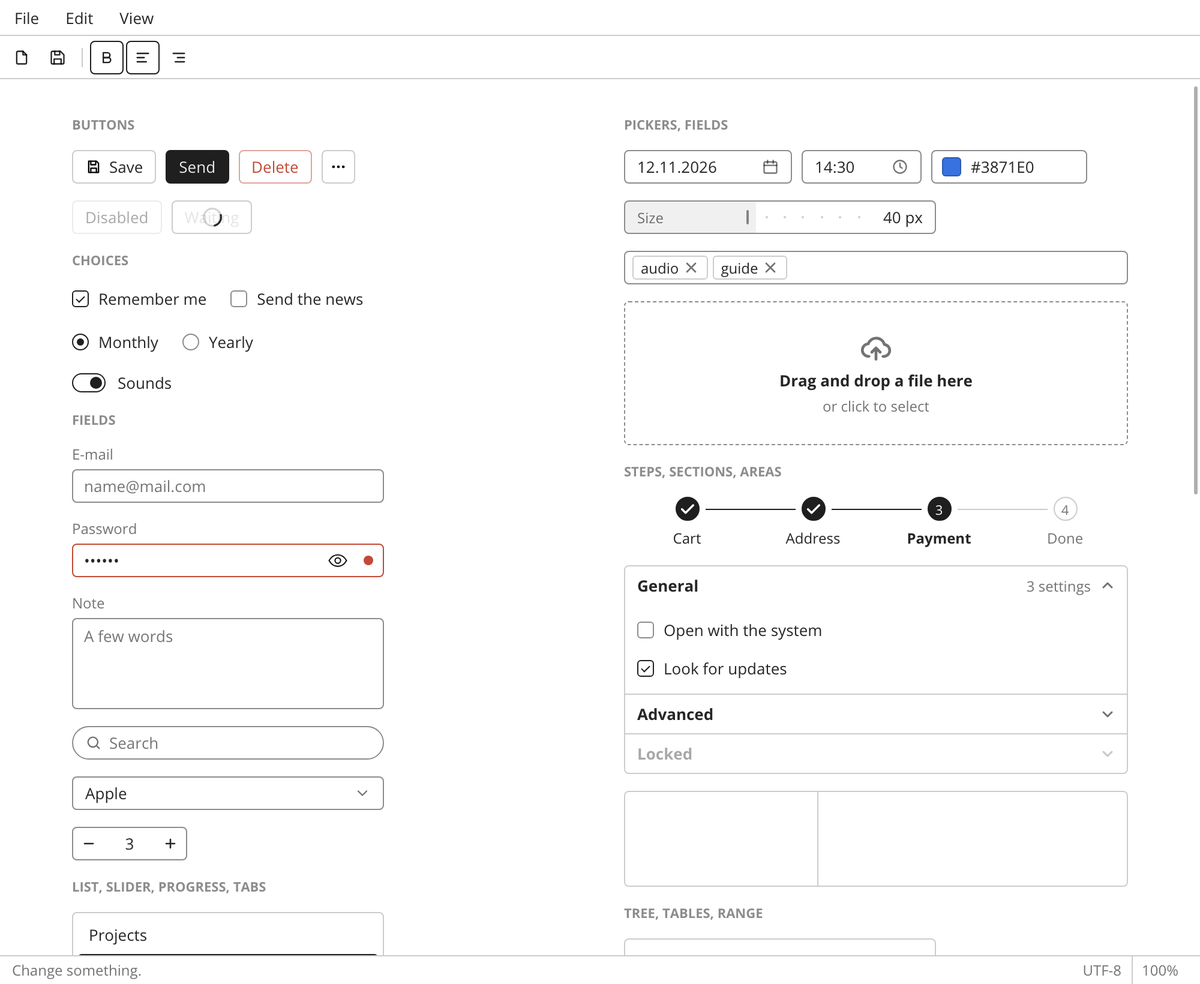 File Edit View
B
BUTTONS
Save Send Delete ...
Disabled Waiting
CHOICES
Remember me Send the news
Monthly Yearly
Sounds
FIELDS
E-mail
name@mail.com
Password
••••••
Note
A few words
Search
Apple
− 3 +
LIST, SLIDER, PROGRESS, TABS
Projects
PICKERS, FIELDS
12.11.2026 14:30 #3871E0
Size 40 px
audio guide
Drag and drop a file here
or click to select
STEPS, SECTIONS, AREAS
3 4
Cart Address Payment Done
General 3 settings
Open with the system
Look for updates
Advanced
Locked
TREE, TABLES, RANGE
Change something. UTF-8 100%